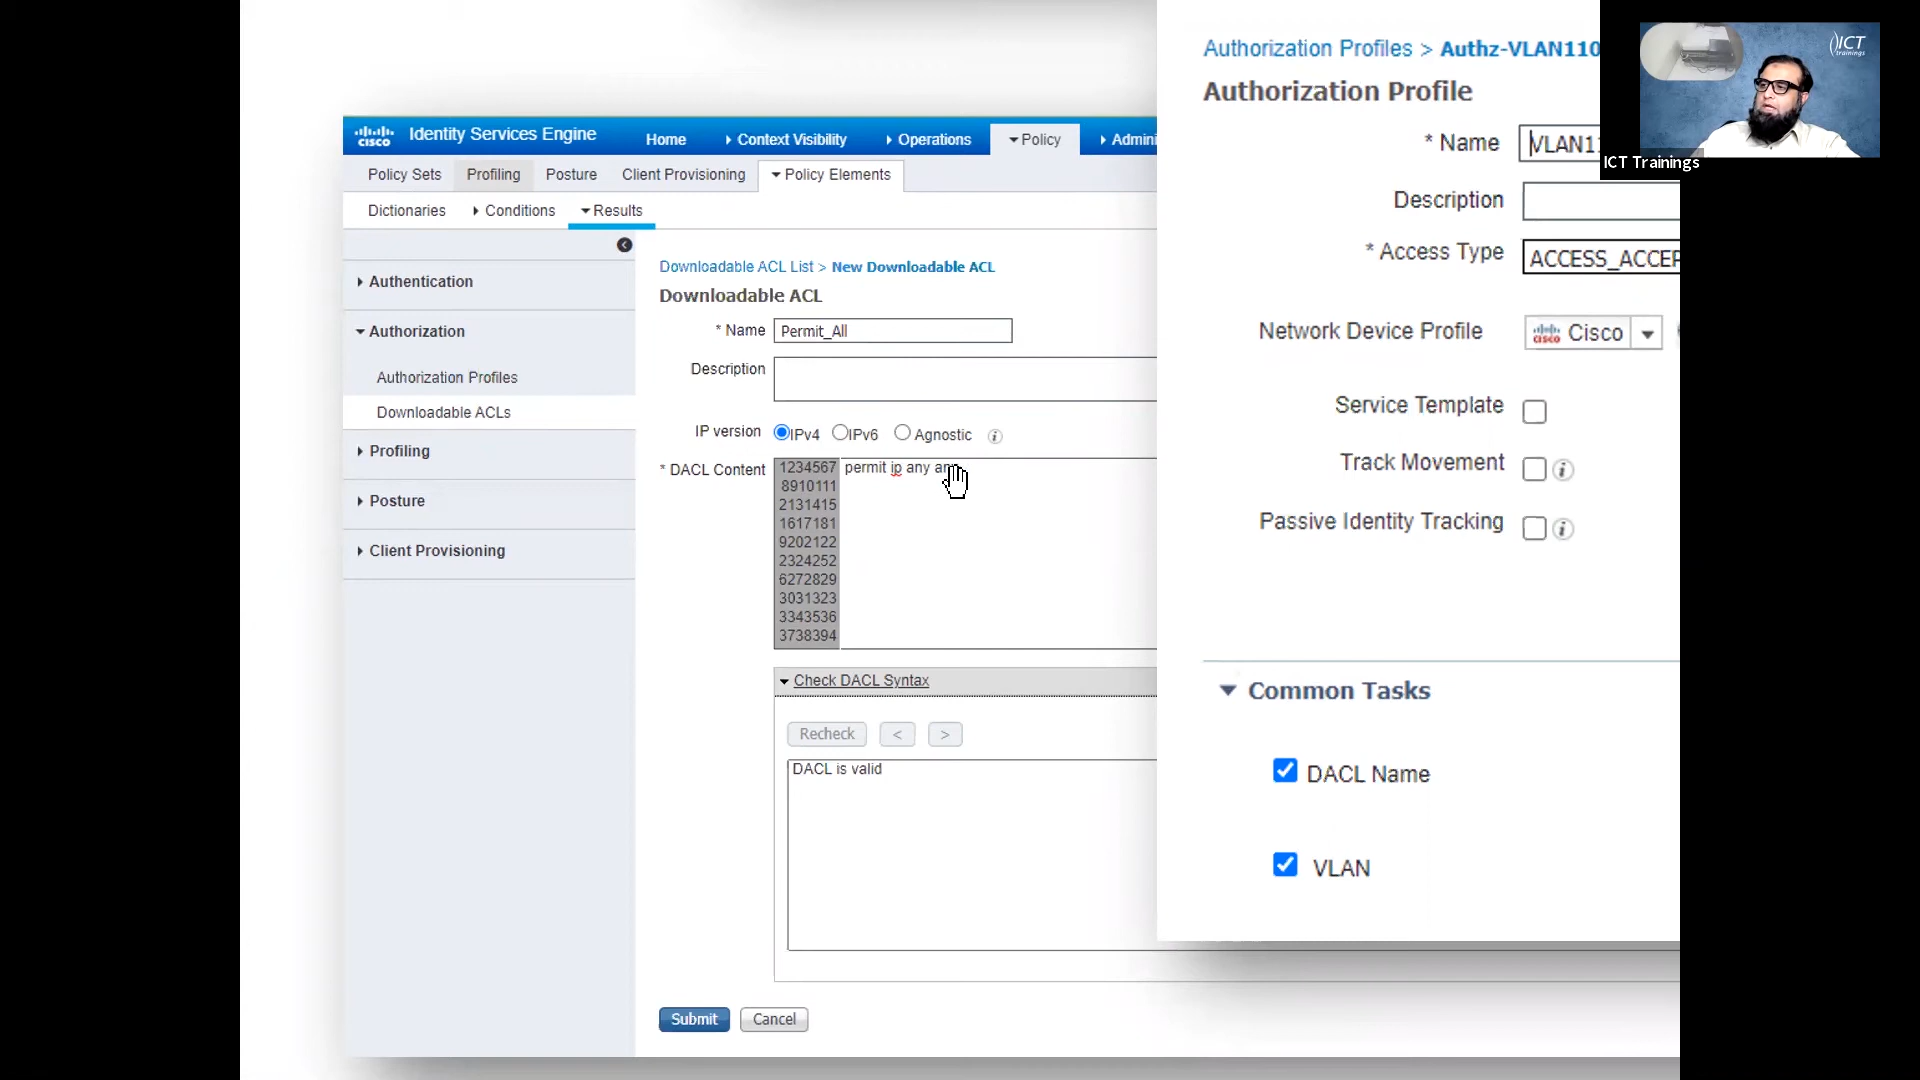 cisco
Identity Services Engine
Home
Context Visibility
Operations
Policy
Policy Sets
Profiling
Posture
Client Provisioning
Policy Elements
Dictionaries
Conditions
Results
Authentication
Authorization
Authorization Profiles
Downloadable ACLs
Profiling
Posture
Client Provisioning
Downloadable ACL List > New Downloadable ACL
Downloadable ACL
* Name Permit_All
Description
IP version IPv4 IPv6 Agnostic
* DACL Content
1234567 permit ip any
8910111
2131415
1617181
9202122
2324252
6272829
3031323
3343536
3738394
Check DACL Syntax
Recheck < >
DACL is valid
Submit Cancel
Authorization Profiles > Authz-VLAN110
Authorization Profile
* Name
Description
* Access Type
Network Device Profile Cisco
Service Template
Track Movement
Passive Identity Tracking
Common Tasks
DACL Name
VLAN
ICT
trainings
ICT Trainings